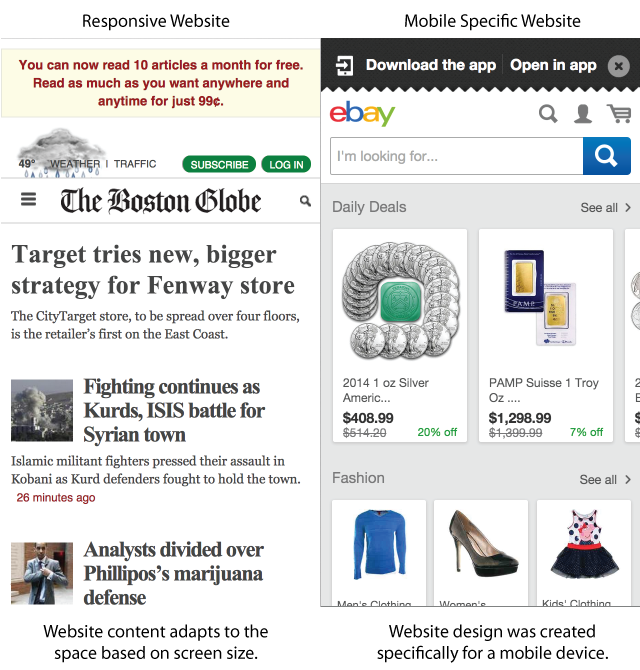 Responsive Website
You can now read 10 articles a month for free.
Read as much as you want anywhere and
anytime for just 99¢.
49° WEATHER | TRAFFIC
SUBSCRIBE
LOG IN
The Boston Globe
Target tries new, bigger
strategy for Fenway store
The CityTarget store, to be spread over four floors,
is the retailer's first on the East Coast.
Fighting continues as
Kurds, ISIS battle for
Syrian town
Islamic militant fighters pressed their assault in
Kobani as Kurd defenders fought to hold the town.
26 minutes ago
Analysts divided over
Phillipos's marijuana
defense
Website content adapts to the
space based on screen size.
Mobile Specific Website
Download the app
Open in app
ebay
I'm looking for...
Daily Deals
See all
2014 1 oz Silver
Americ...
$408.99
$514.20 20% off
PAMP Suisse 1 Troy
Oz ....
$1,298.99
$1,399.99 7% off
PAMP
Fashion
See all
Men's Clothing
Women's
Kids' Clothing
Website design was created
specifically for a mobile device.